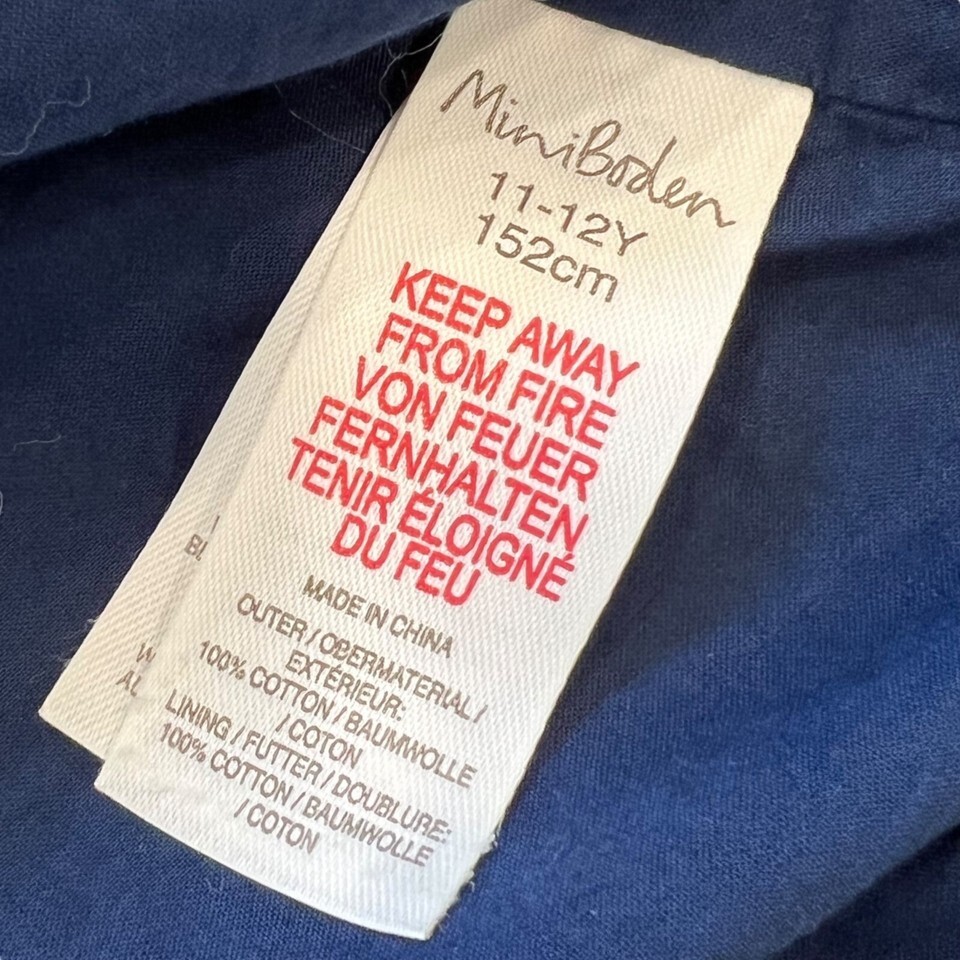 MiniBoden
11-12Y
152cm
KEEP AWAY
FROM FIRE
VON FEUER
FERNHALTEN
TENIR ÉLOIGNÉ
DU FEU
MADE IN CHINA
OUTER / OBERMATERIAL /
EXTÉRIEUR:
100% COTTON / BAUMWOLLE
/ COTON
LINING / FUTTER / DOUBLURE:
100% COTTON / BAUMWOLLE
/ COTON